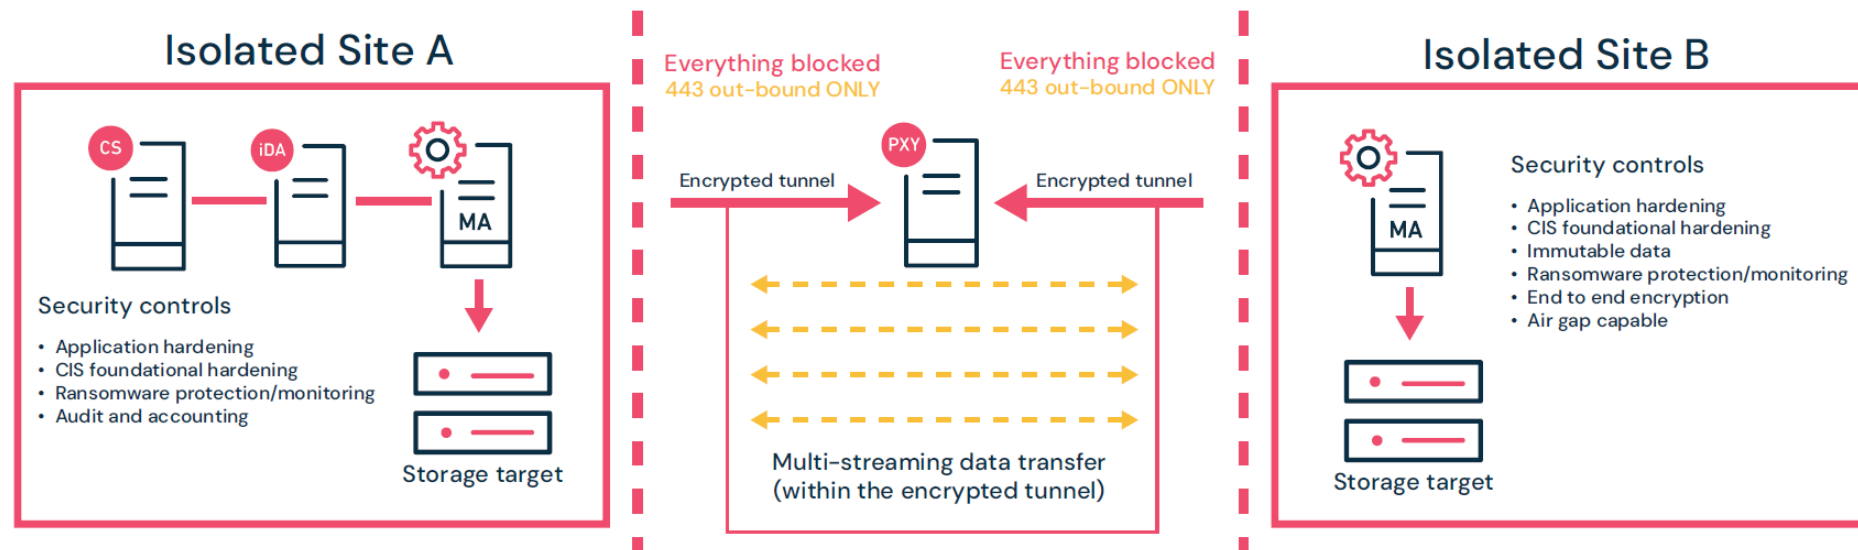 Isolated Site A
CS
iDA
MA
Security controls
• Application hardening
• CIS foundational hardening
• Ransomware protection/monitoring
• Audit and accounting
Storage target
Everything blocked
443 out-bound ONLY
Everything blocked
443 out-bound ONLY
PXY
Encrypted tunnel
Encrypted tunnel
Multi-streaming data transfer
(within the encrypted tunnel)
Isolated Site B
MA
Security controls
• Application hardening
• CIS foundational hardening
• Immutable data
• Ransomware protection/monitoring
• End to end encryption
• Air gap capable
Storage target